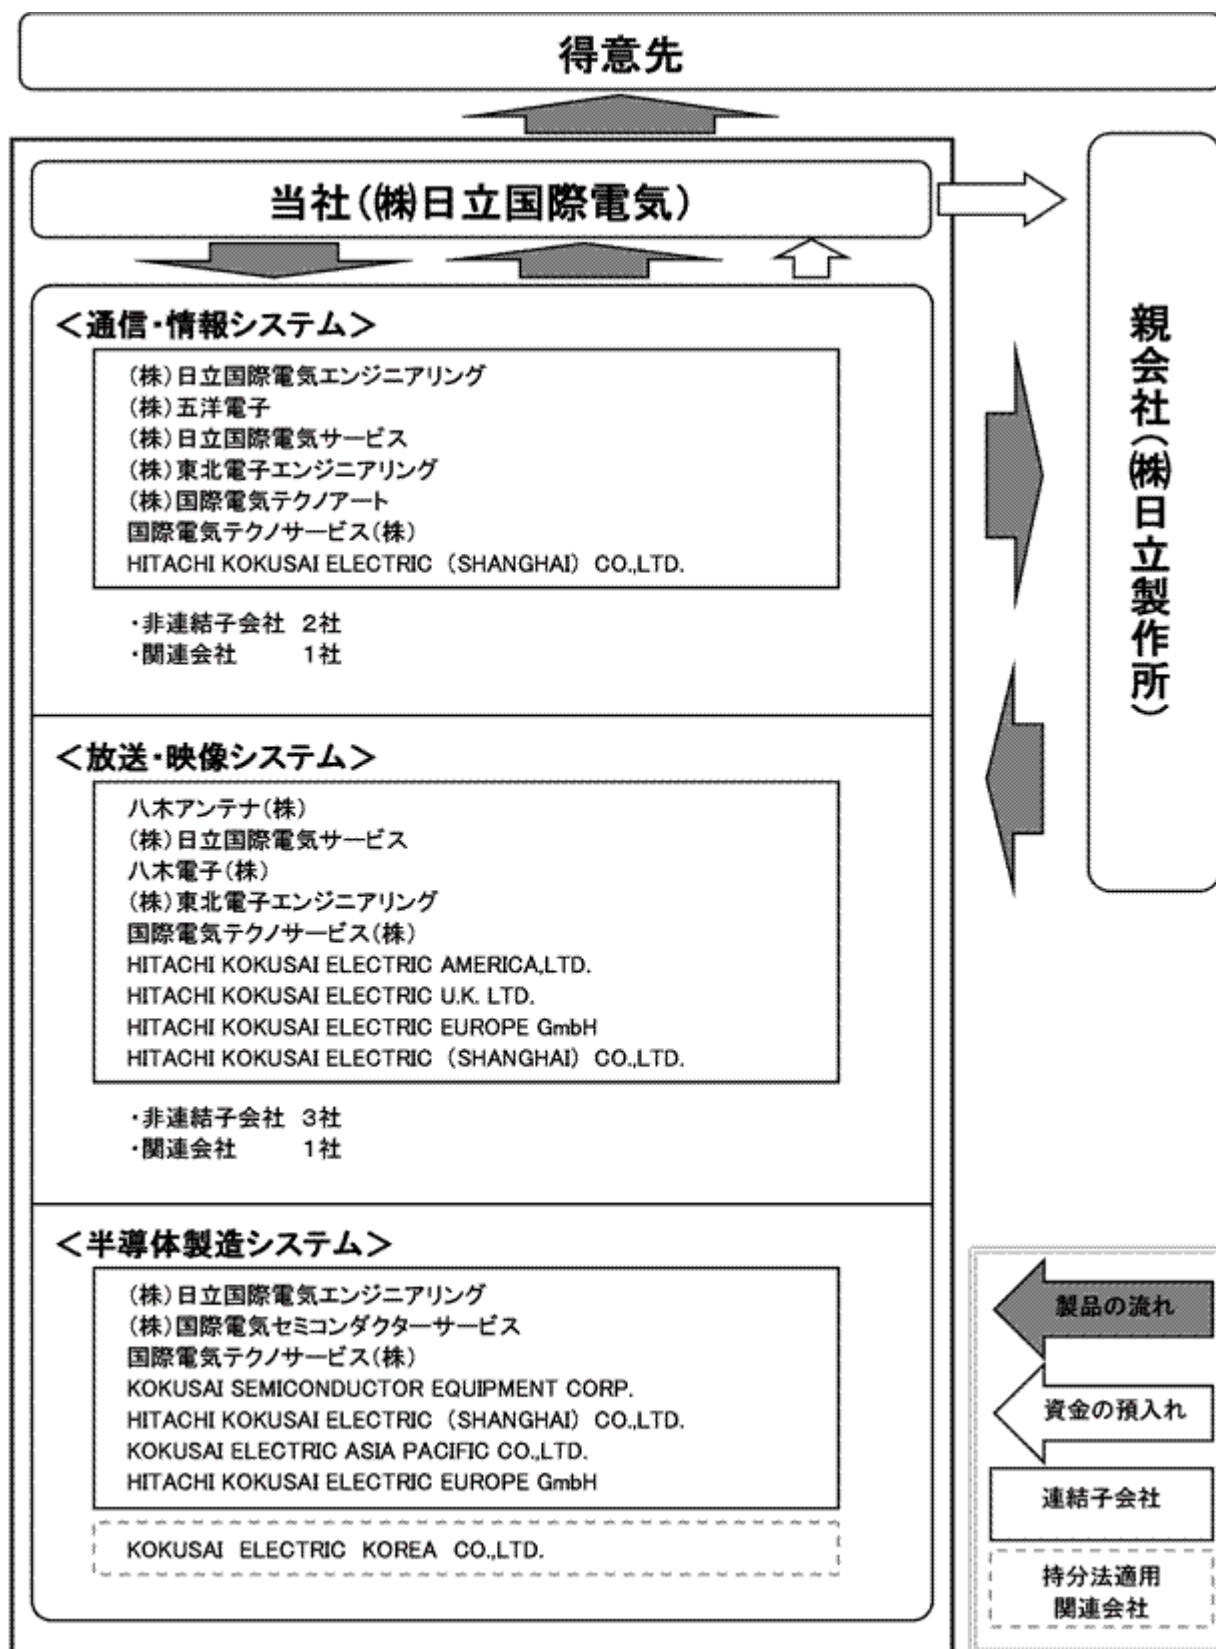 得意先
当社(㈱日立国際電気)
親会社(㈱日立製作所)
＜通信・情報システム＞
(株)日立国際電気エンジニアリング
(株)五洋電子
(株)日立国際電気サービス
(株)東北電子エンジニアリング
(株)国際電気テクノアート
国際電気テクノサービス(株)
HITACHI KOKUSAI ELECTRIC (SHANGHAI) CO.,LTD.
・非連結子会社 2社
・関連会社 1社
＜放送・映像システム＞
八木アンテナ(株)
(株)日立国際電気サービス
八木電子(株)
(株)東北電子エンジニアリング
国際電気テクノサービス(株)
HITACHI KOKUSAI ELECTRIC AMERICA,LTD.
HITACHI KOKUSAI ELECTRIC U.K. LTD.
HITACHI KOKUSAI ELECTRIC EUROPE GmbH
HITACHI KOKUSAI ELECTRIC (SHANGHAI) CO.,LTD.
・非連結子会社 3社
・関連会社 1社
＜半導体製造システム＞
(株)日立国際電気エンジニアリング
(株)国際電気セミコンダクターサービス
国際電気テクノサービス(株)
KOKUSAI SEMICONDUCTOR EQUIPMENT CORP.
HITACHI KOKUSAI ELECTRIC (SHANGHAI) CO.,LTD.
KOKUSAI ELECTRIC ASIA PACIFIC CO.,LTD.
HITACHI KOKUSAI ELECTRIC EUROPE GmbH
KOKUSAI ELECTRIC KOREA CO.,LTD.
製品の流れ
資金の預入れ
連結子会社
持分法適用
関連会社